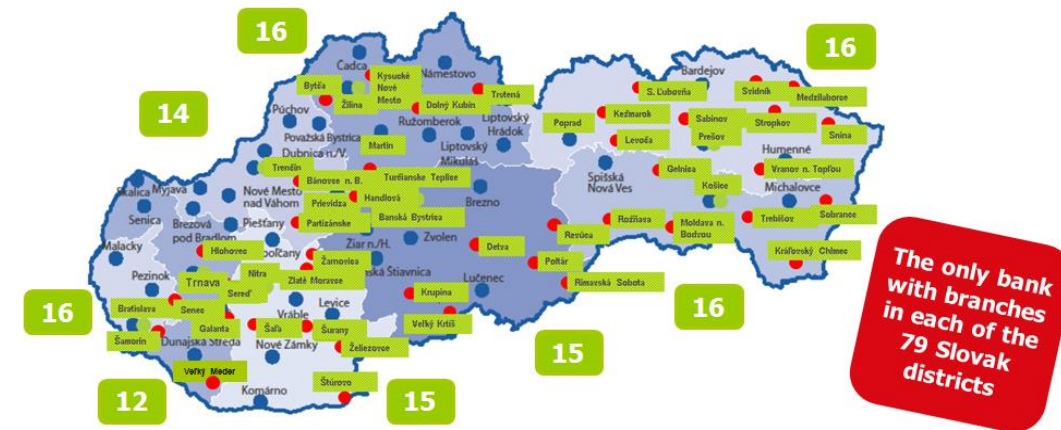 16
Čadca
Kysucké
Nové
Mesto
Námestovo
Bytča
Žilina
Dolný Kubín
Trstená
14
Púchov
Považská Bystrica
Ružomberok
Liptovský
Hrádok
Martin
Dubnica n./V.
Liptovský
Mikuláš
16
Bardejov
S. Ľubovňa
Svidník
Medzilaborce
Kežmarok
Sabinov
Stropkov
Poprad
Prešov
Snina
Levoča
Humenné
Trenčín
Turčianske Teplice
Bánovce n. B.
Skalica
Myjava
Nové Mesto
nad Váhom
Prievidza
Handlová
Brezno
Spišská
Nová Ves
Gelnica
Vranov n. Topľou
Košice
Michalovce
Senica
Brezová
pod Bradlom
Piešťany
Partizánske
Banská Bystrica
Rožňava
Moldava n.
Bodvou
Trebišov
Sobrance
Malacky
Hlohovec
Žiar n./H.
Zvolen
Detva
Revúca
Kráľovský Chlmec
Pezinok
Trnava
Nitra
Žarnovica
Zlaté Moravce
Poltár
Rimavská Sobota
Sereď
Krupina
Lučenec
16
Bratislava
Senec
Vráble
Levice
Šamorín
Galanta
Šaľa
Šurany
Veľký Krtíš
16
Dunajská Streda
Nové Zámky
Želiezovce
15
Veľký Meder
Štúrovo
12
Komárno
15
The only bank
with branches
in each of the
79 Slovak
districts